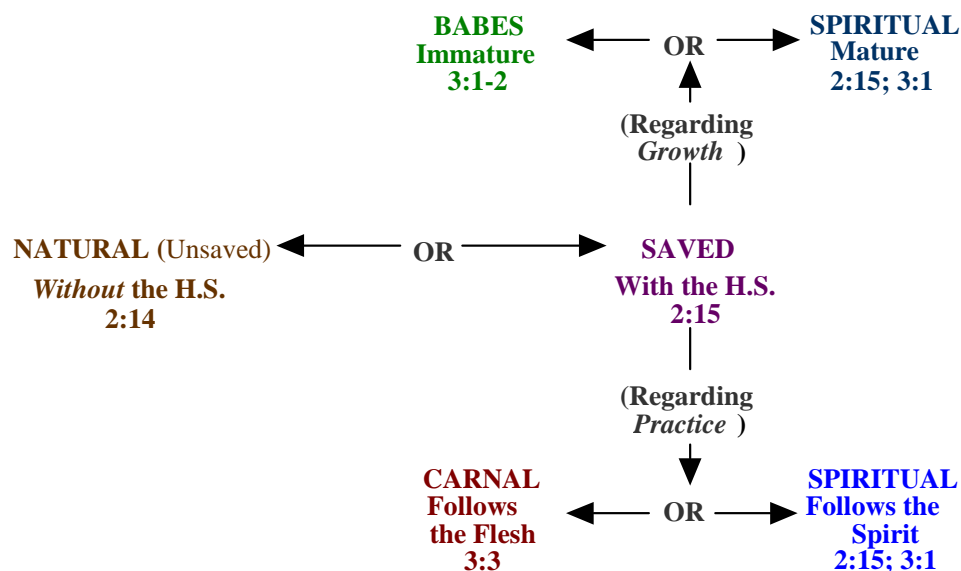 BABES
Immature
3:1-2
OR
SPIRITUAL
Mature
2:15; 3:1
(Regarding
Growth )
NATURAL (Unsaved)
Without the H.S.
2:14
OR
SAVED
With the H.S.
2:15
(Regarding
Practice )
CARNAL
Follows
the Flesh
3:3
OR
SPIRITUAL
Follows the
Spirit
2:15; 3:1